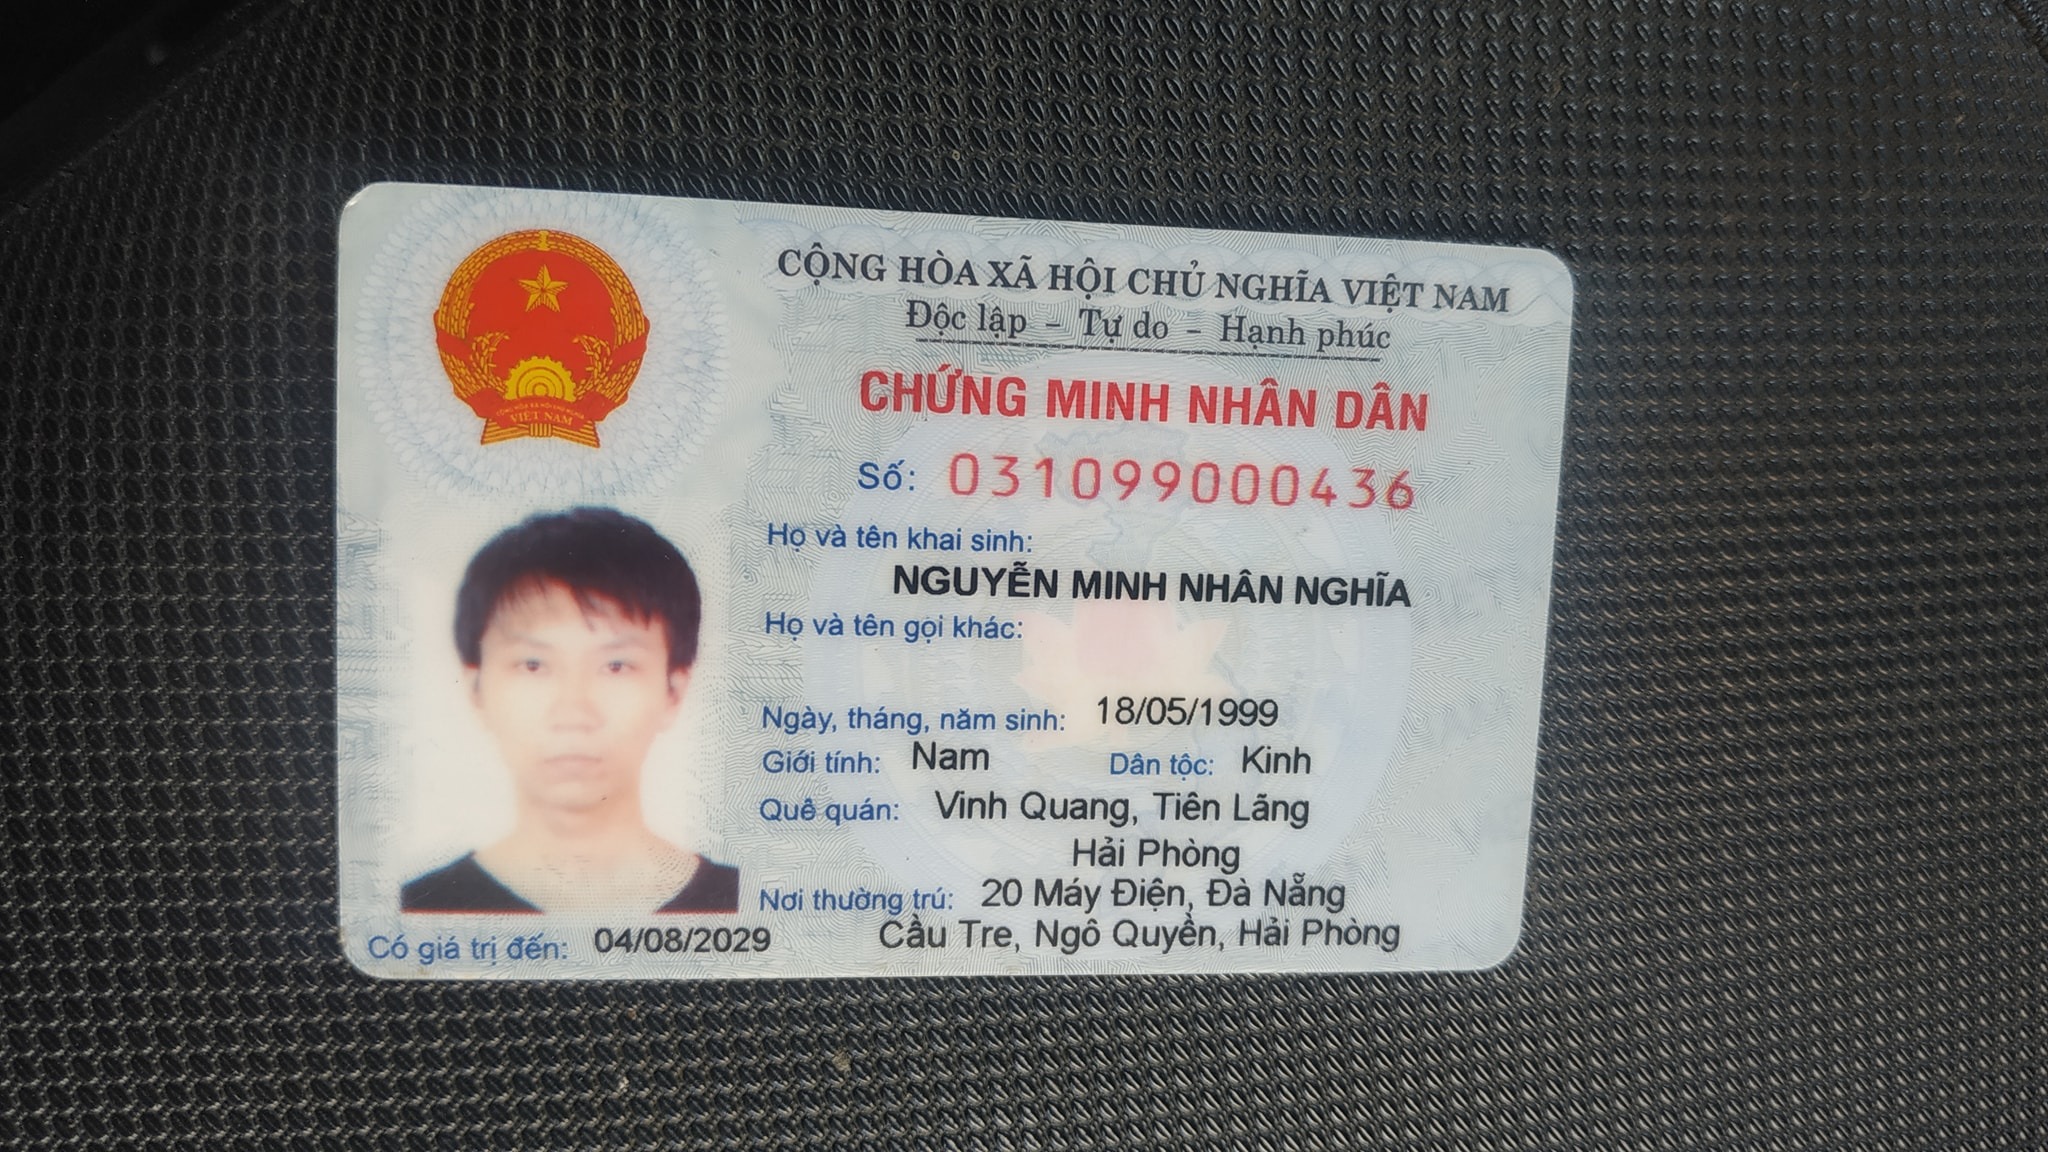 CỘNG HÒA XÃ HỘI CHỦ NGHĨA VIỆT NAM
Độc lập – Tự do – Hạnh phúc
CHỨNG MINH NHÂN DÂN
Số: 031099000436
Họ và tên khai sinh:
NGUYỄN MINH NHÂN NGHĨA
Họ và tên gọi khác:
Ngày, tháng, năm sinh: 18/05/1999
Giới tính: Nam Dân tộc: Kinh
Quê quán: Vinh Quang, Tiên Lãng
Hải Phòng
Nơi thường trú: 20 Máy Điện, Đà Nẵng
Cầu Tre, Ngô Quyền, Hải Phòng
Có giá trị đến: 04/08/2029
CỘNG HÒA XÃ HỘI CHỦ NGHĨA
VIỆT NAM